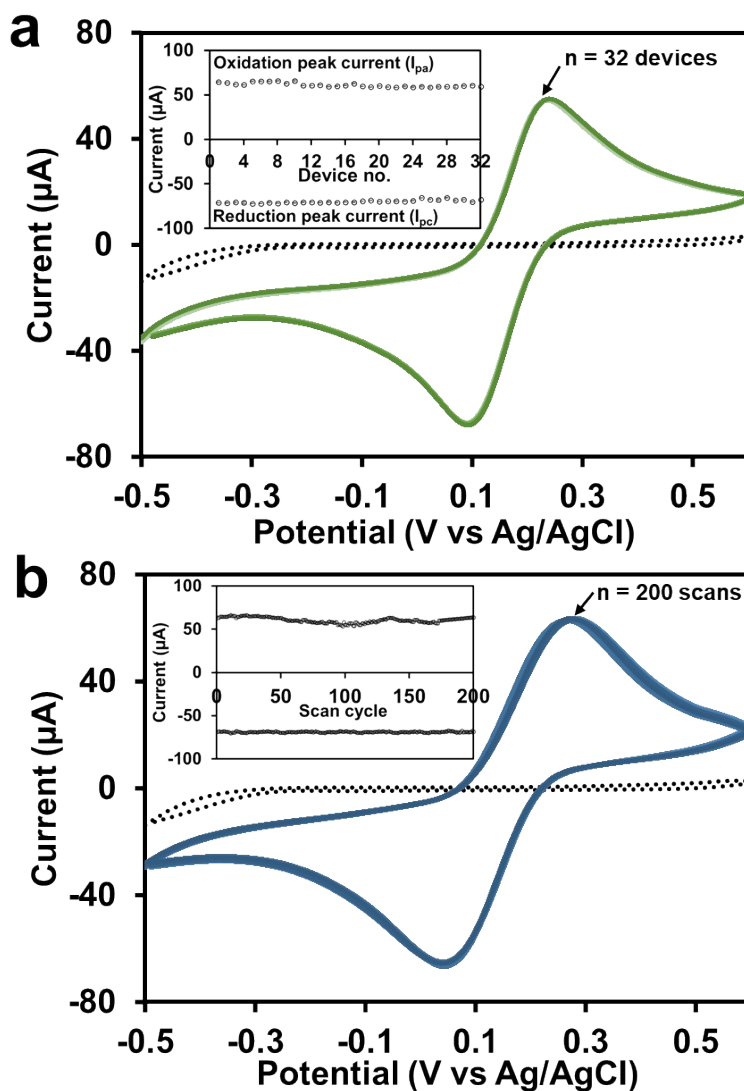 a
80
40
0
-40
-80
Current (µA)
-0.5
-0.3
-0.1
0.1
0.3
0.5
Potential (V vs Ag/AgCl)
n = 32 devices
100
50
0
-50
-100
Current (µA)
Oxidation peak current (Ipa)
0 4 8 12 16 20 24 28 32
Device no.
Reduction peak current (Ipc)
b
80
40
0
-40
-80
Current (µA)
-0.5
-0.3
-0.1
0.1
0.3
0.5
Potential (V vs Ag/AgCl)
n = 200 scans
100
50
0
-50
-100
Current (µA)
0 50 100 150 200
Scan cycle